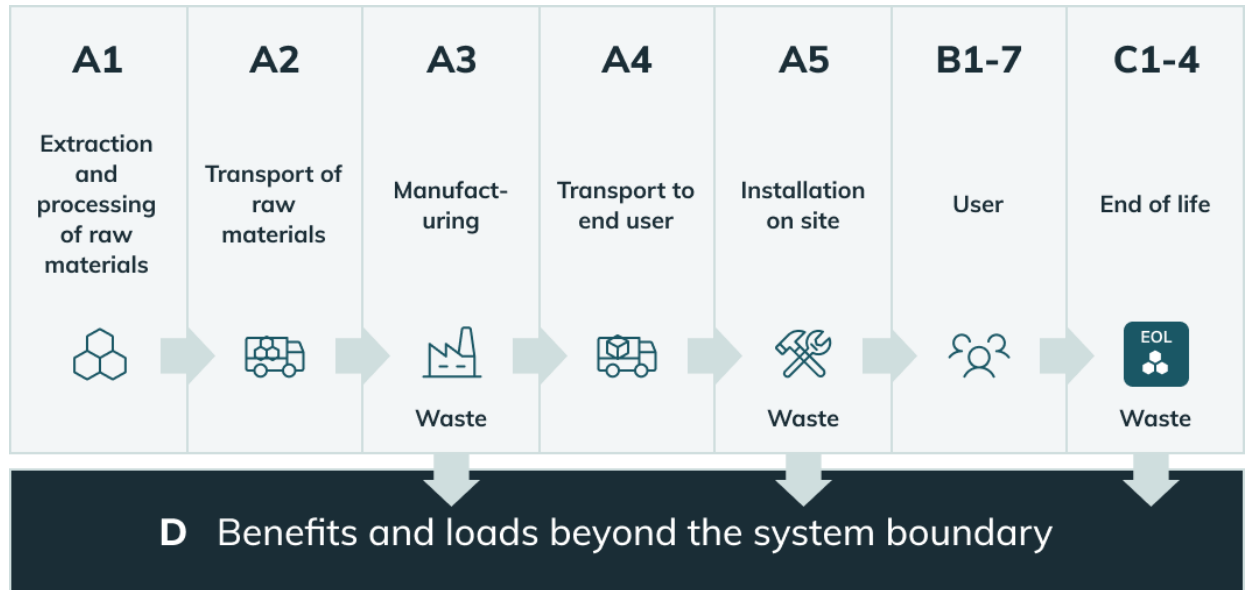 A1
A2
A3
A4
A5
B1-7
C1-4
Extraction
and
processing
of raw
materials
Transport of
raw
materials
Manufact-
uring
Transport to
end user
Installation
on site
User
End of life
EOL
Waste
Waste
Waste
D Benefits and loads beyond the system boundary